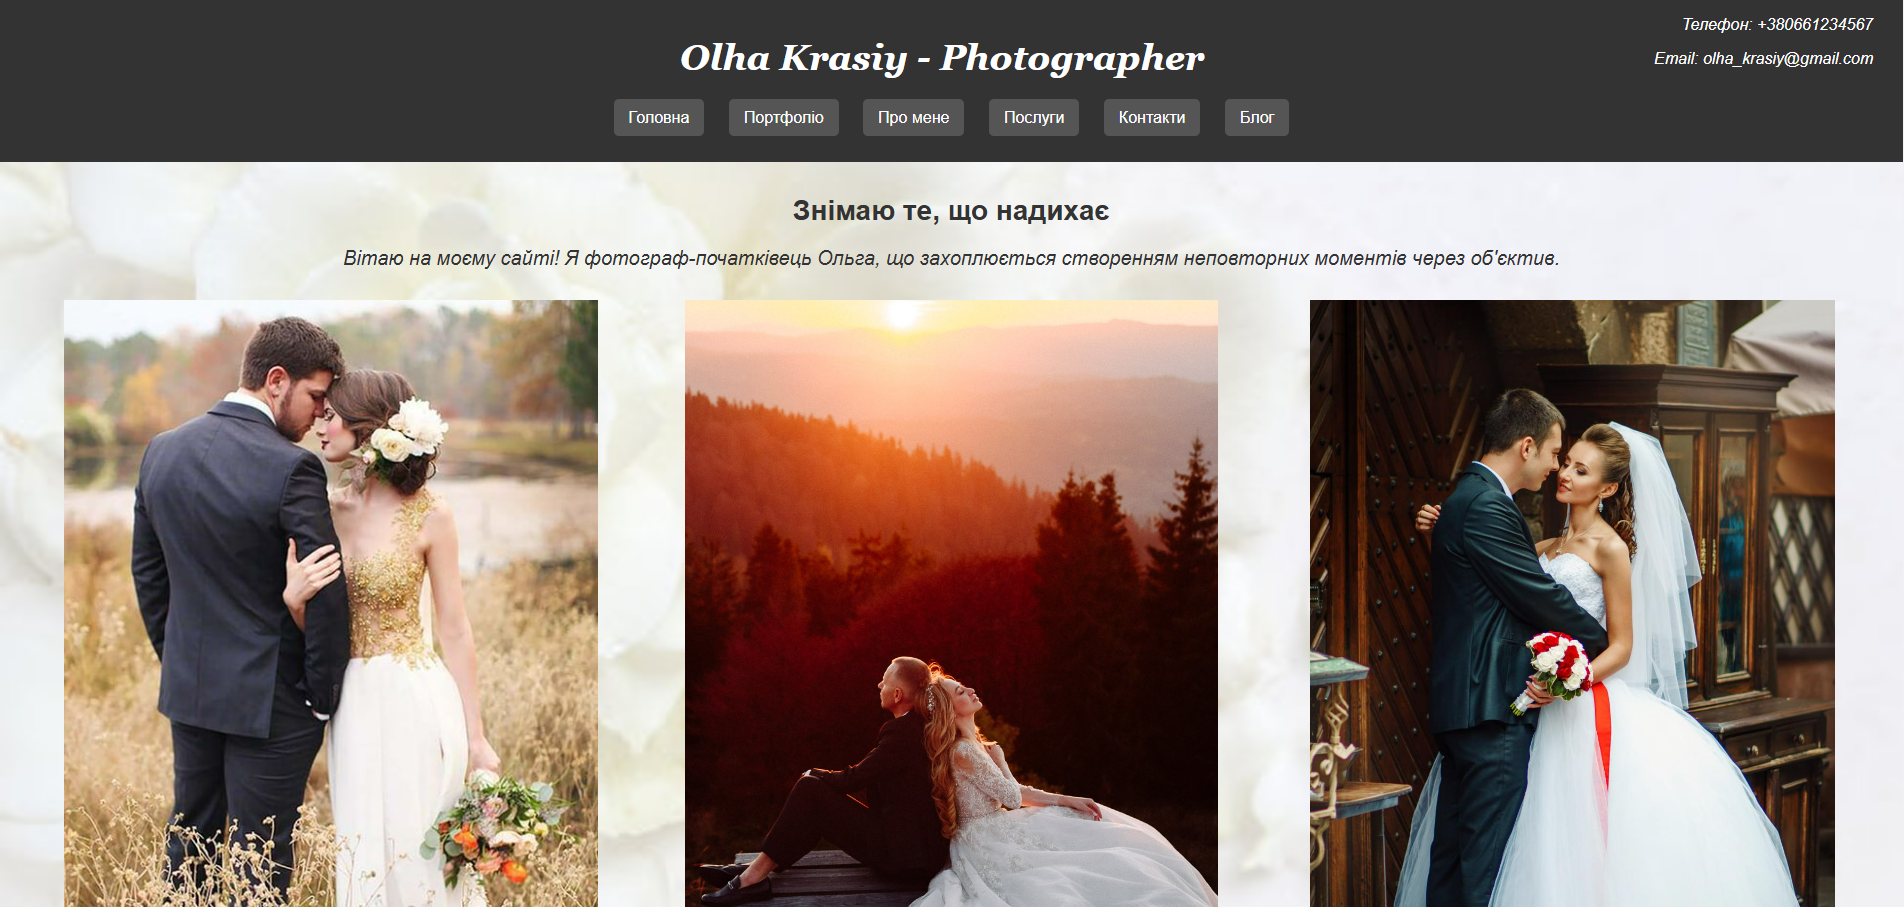 Телефон: +380661234567
Email: olha_krasiy@gmail.com
Olha Krasiy - Photographer
Головна Портфоліо Про мене Послуги Контакти Блог
Знімаю те, що надихає
Вітаю на моєму сайті! Я фотограф-початківець Ольга, що захоплюється створенням неповторних моментів через об'єктив.